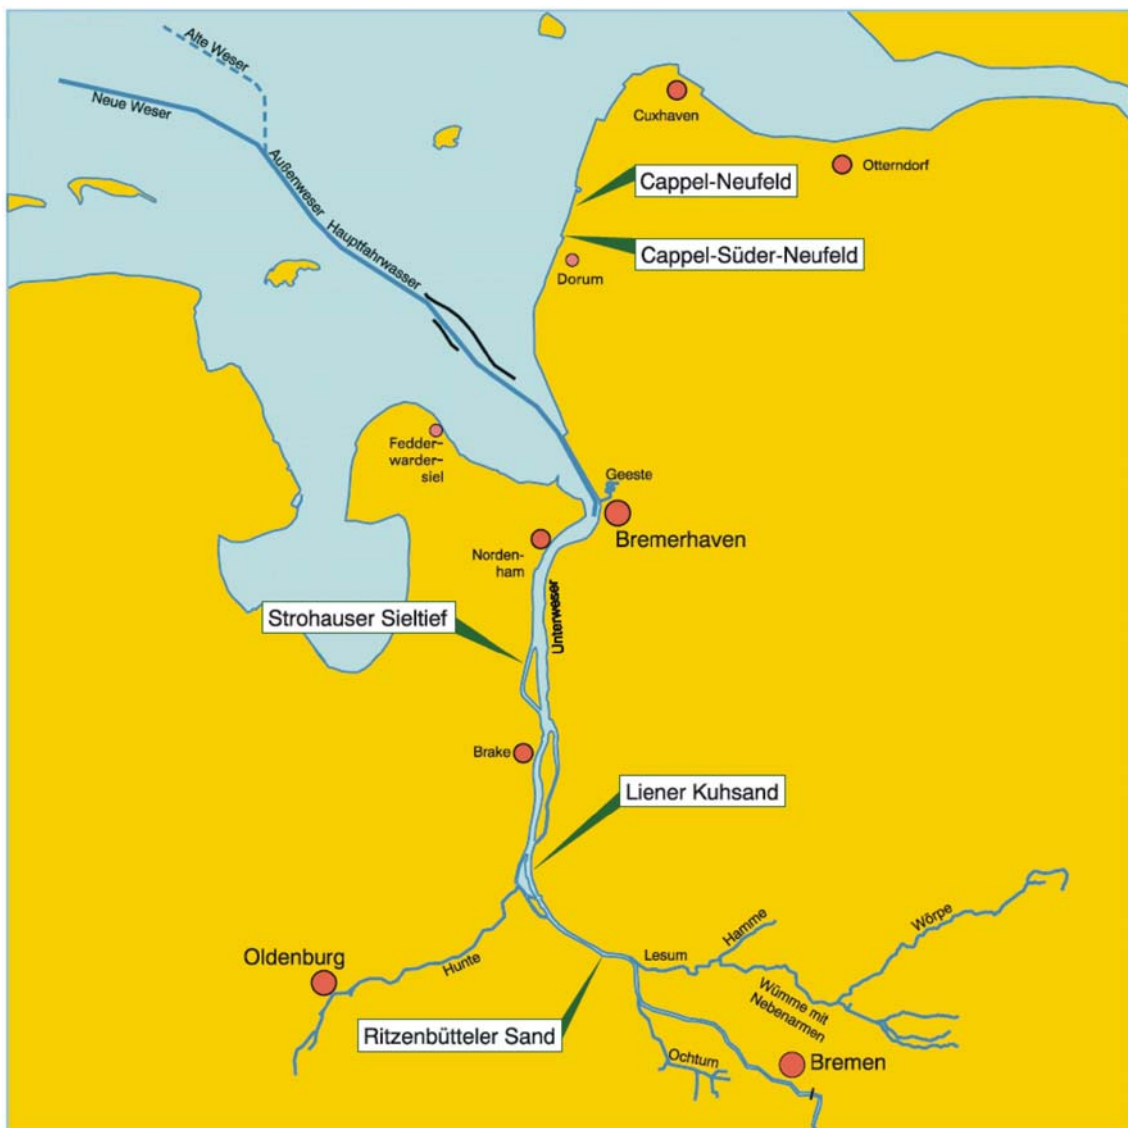 Alte Weser
Neue Weser
Cuxhaven
Otterndorf
Außenweser
Cappel-Neufeld
Hauptfahrwasser
Cappel-Süder-Neufeld
Dorum
Fedder-
warder-
siel
Geeste
Bremerhaven
Norden-
ham
Unterweser
Strohauser Sieltief
Brake
Liener Kuhsand
Hamme
Wörpe
Oldenburg
Hunte
Lesum
Wümme mit
Nebenarmen
Ritzenbütteler Sand
Ochtum
Bremen